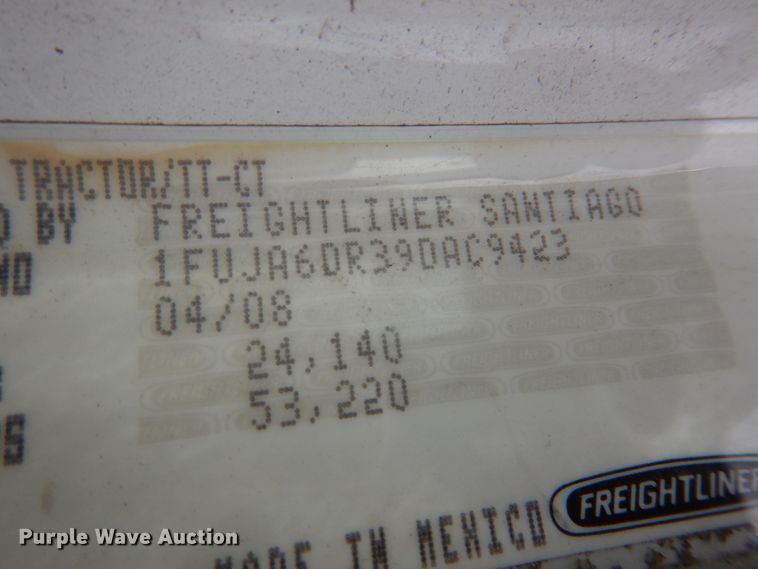 TRACTOR/TT-CT
BY FREIGHTLINER SANTIAGO
NO 1FUJA6DR39DAC9423
04/08
24,140
53,220
FREIGHTLINER
MADE IN MEXICO
Purple Wave Auction